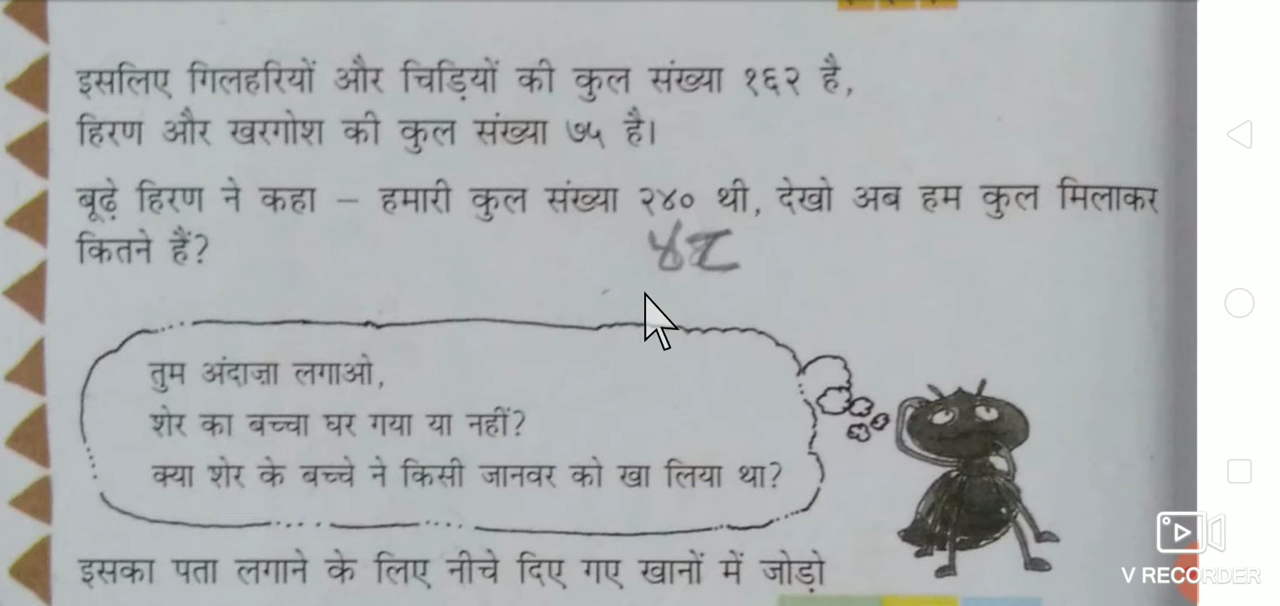 इसलिए गिलहरियों और चिड़ियों की कुल संख्या १६२ है,
हिरण और खरगोश की कुल संख्या ७५ है।
बूढ़े हिरण ने कहा – हमारी कुल संख्या २४० थी, देखो अब हम कुल मिलाकर
कितने हैं?
तुम अंदाज़ा लगाओ,
शेर का बच्चा घर गया या नहीं?
क्या शेर के बच्चे ने किसी जानवर को खा लिया था?
इसका पता लगाने के लिए नीचे दिए गए खानों में जोड़ो
V RECORDER